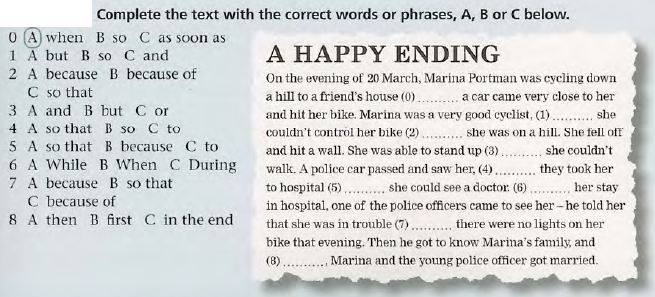 Complete the text with the correct words or phrases, A, B or C below.
0 A when B so C as soon as
1 A but B so C and
2 A because B because of
C so that
3 A and B but C or
4 A so that B so C to
5 A so that B because C to
6 A While B When C During
7 A because B so that
C because of
8 A then B first C in the end
A HAPPY ENDING
On the evening of 20 March, Marina Portman was cycling down
a hill to a friend's house (0) .......... a car came very close to her
and hit her bike. Marina was a very good cyclist, (1) .......... she
couldn't control her bike (2) .......... she was on a hill. She fell off
and hit a wall. She was able to stand up (3) .......... she couldn't
walk. A police car passed and saw her, (4) .......... they took her
to hospital (5) .......... she could see a doctor. (6) .......... her stay
in hospital, one of the police officers came to see her – he told her
that she was in trouble (7) .......... there were no lights on her
bike that evening. Then he got to know Marina's family, and
(8) .........., Marina and the young police officer got married.